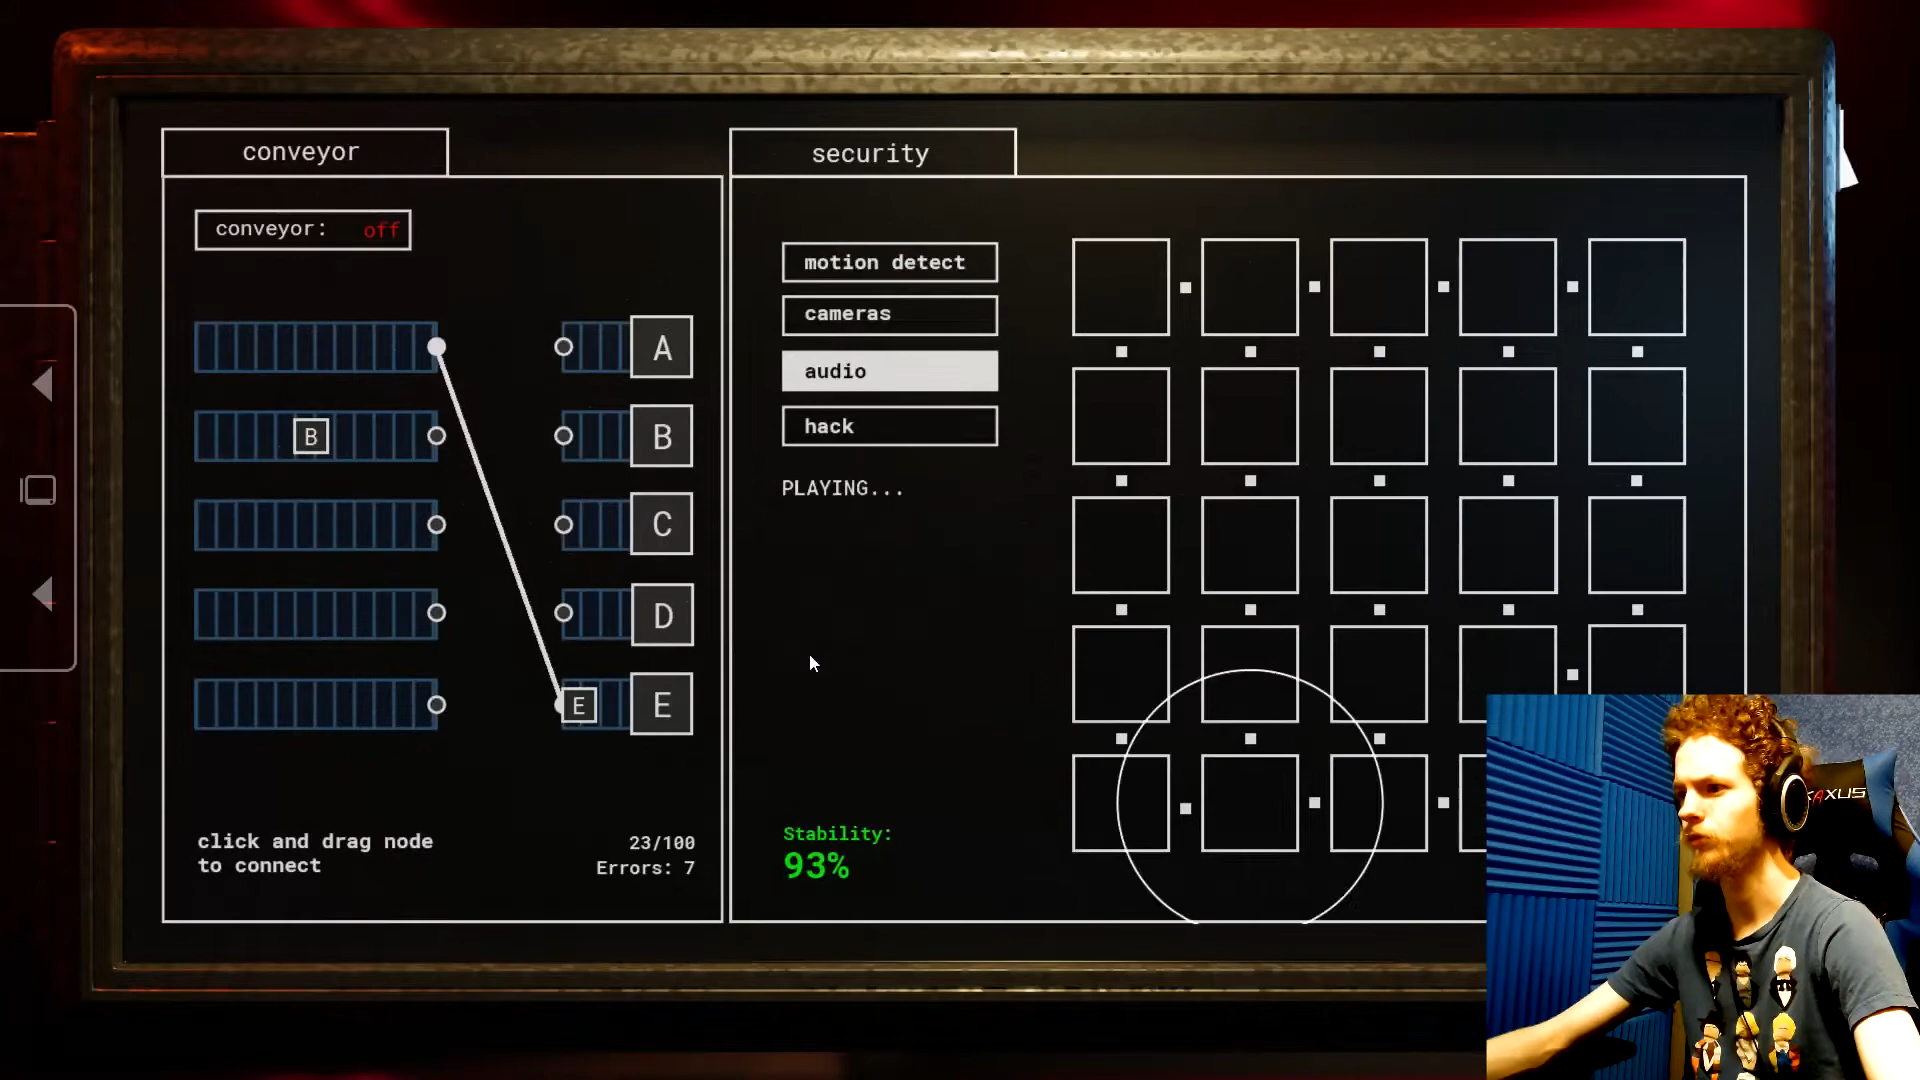 conveyor
security
conveyor: off
motion detect
cameras
audio
hack
PLAYING...
A
B B
C
D
E E
click and drag node
to connect
23/100
Errors: 7
Stability:
93%
AXUS